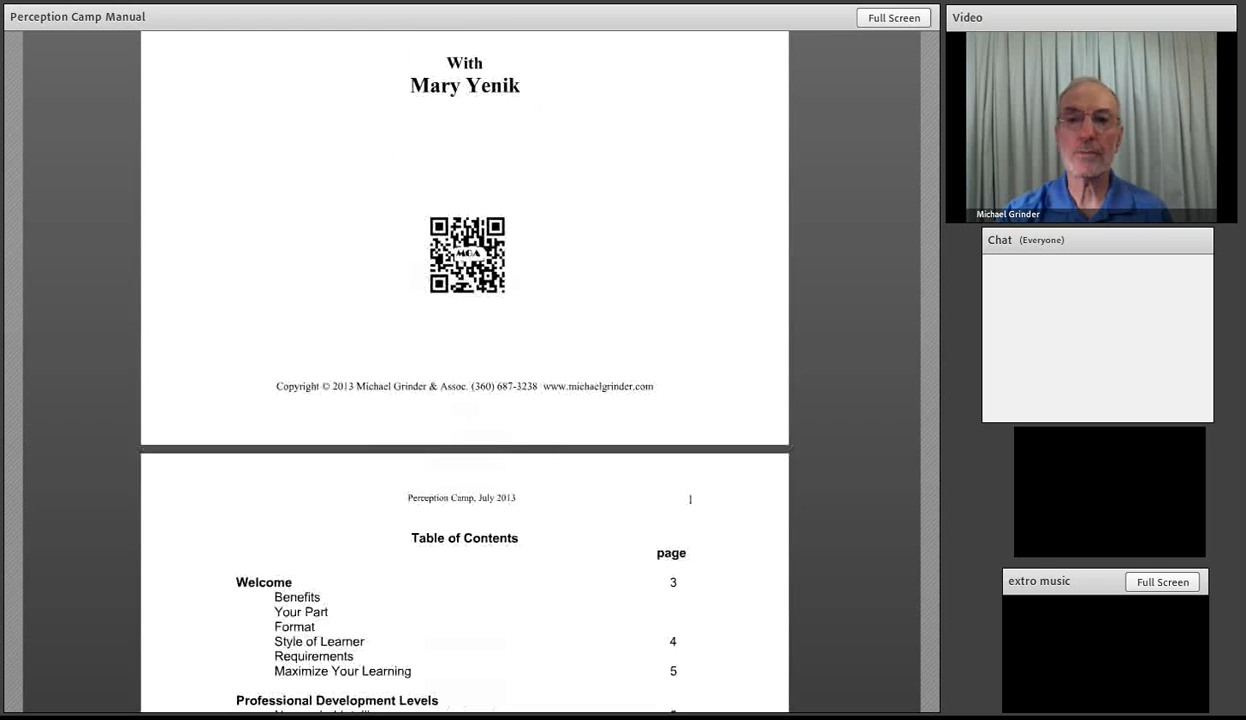 Perception Camp Manual
Full Screen
With
Mary Yenik
MGA
Copyright © 2013 Michael Grinder & Assoc. (360) 687-3238 www.michaelgrinder.com
Perception Camp, July 2013 1
Table of Contents
page
Welcome 3
Benefits
Your Part
Format
Style of Learner 4
Requirements
Maximize Your Learning 5
Professional Development Levels
Video
Michael Grinder
Chat (Everyone)
extro music
Full Screen